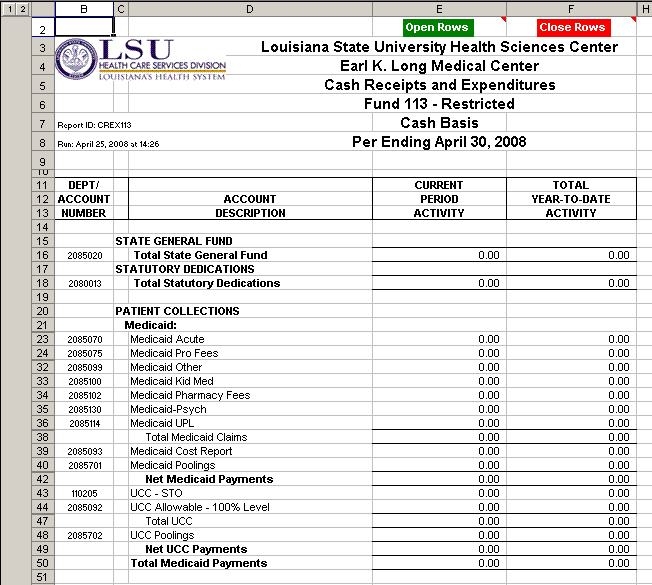 1 2 B C D E F H
2 Open Rows Close Rows
LSU
HEALTH CARE SERVICES DIVISION
LOUISIANA'S HEALTH SYSTEM
3 Louisiana State University Health Sciences Center
4 Earl K. Long Medical Center
5 Cash Receipts and Expenditures
6 Fund 113 - Restricted
7 Report ID: CREX113 Cash Basis
8 Run: April 25, 2008 at 14:26 Per Ending April 30, 2008
9
10
11 DEPT/ CURRENT TOTAL
12 ACCOUNT ACCOUNT PERIOD YEAR-TO-DATE
13 NUMBER DESCRIPTION ACTIVITY ACTIVITY
14
15 STATE GENERAL FUND
16 2085020 Total State General Fund 0.00 0.00
17 STATUTORY DEDICATIONS
18 2080013 Total Statutory Dedications 0.00 0.00
19
20 PATIENT COLLECTIONS
21 Medicaid:
23 2085070 Medicaid Acute 0.00 0.00
24 2085075 Medicaid Pro Fees 0.00 0.00
32 2085099 Medicaid Other 0.00 0.00
33 2085100 Medicaid Kid Med 0.00 0.00
34 2085102 Medicaid Pharmacy Fees 0.00 0.00
35 2085130 Medicaid-Psych 0.00 0.00
36 2085114 Medicaid UPL 0.00 0.00
38 Total Medicaid Claims 0.00 0.00
39 2085093 Medicaid Cost Report 0.00 0.00
40 2085701 Medicaid Poolings 0.00 0.00
42 Net Medicaid Payments 0.00 0.00
43 110205 UCC - STO 0.00 0.00
44 2085092 UCC Allowable - 100% Level 0.00 0.00
47 Total UCC 0.00 0.00
48 2085702 UCC Poolings 0.00 0.00
49 Net UCC Payments 0.00 0.00
50 Total Medicaid Payments 0.00 0.00
51